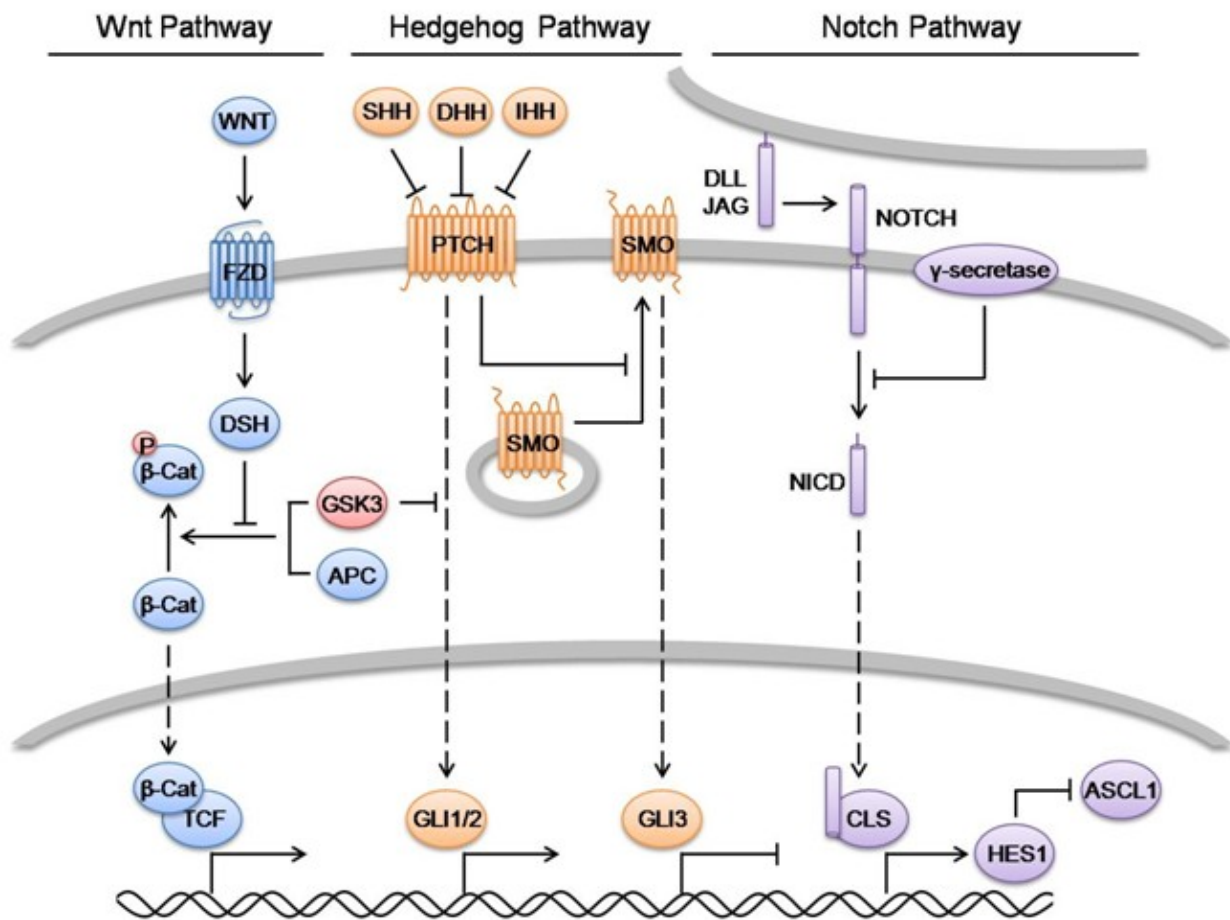 Wnt Pathway
Hedgehog Pathway
Notch Pathway
WNT
SHH
DHH
IHH
DLL
JAG
NOTCH
FZD
PTCH
SMO
γ-secretase
DSH
P
β-Cat
SMO
NICD
GSK3
APC
β-Cat
β-Cat
TCF
GLI1/2
GLI3
CLS
HES1
ASCL1